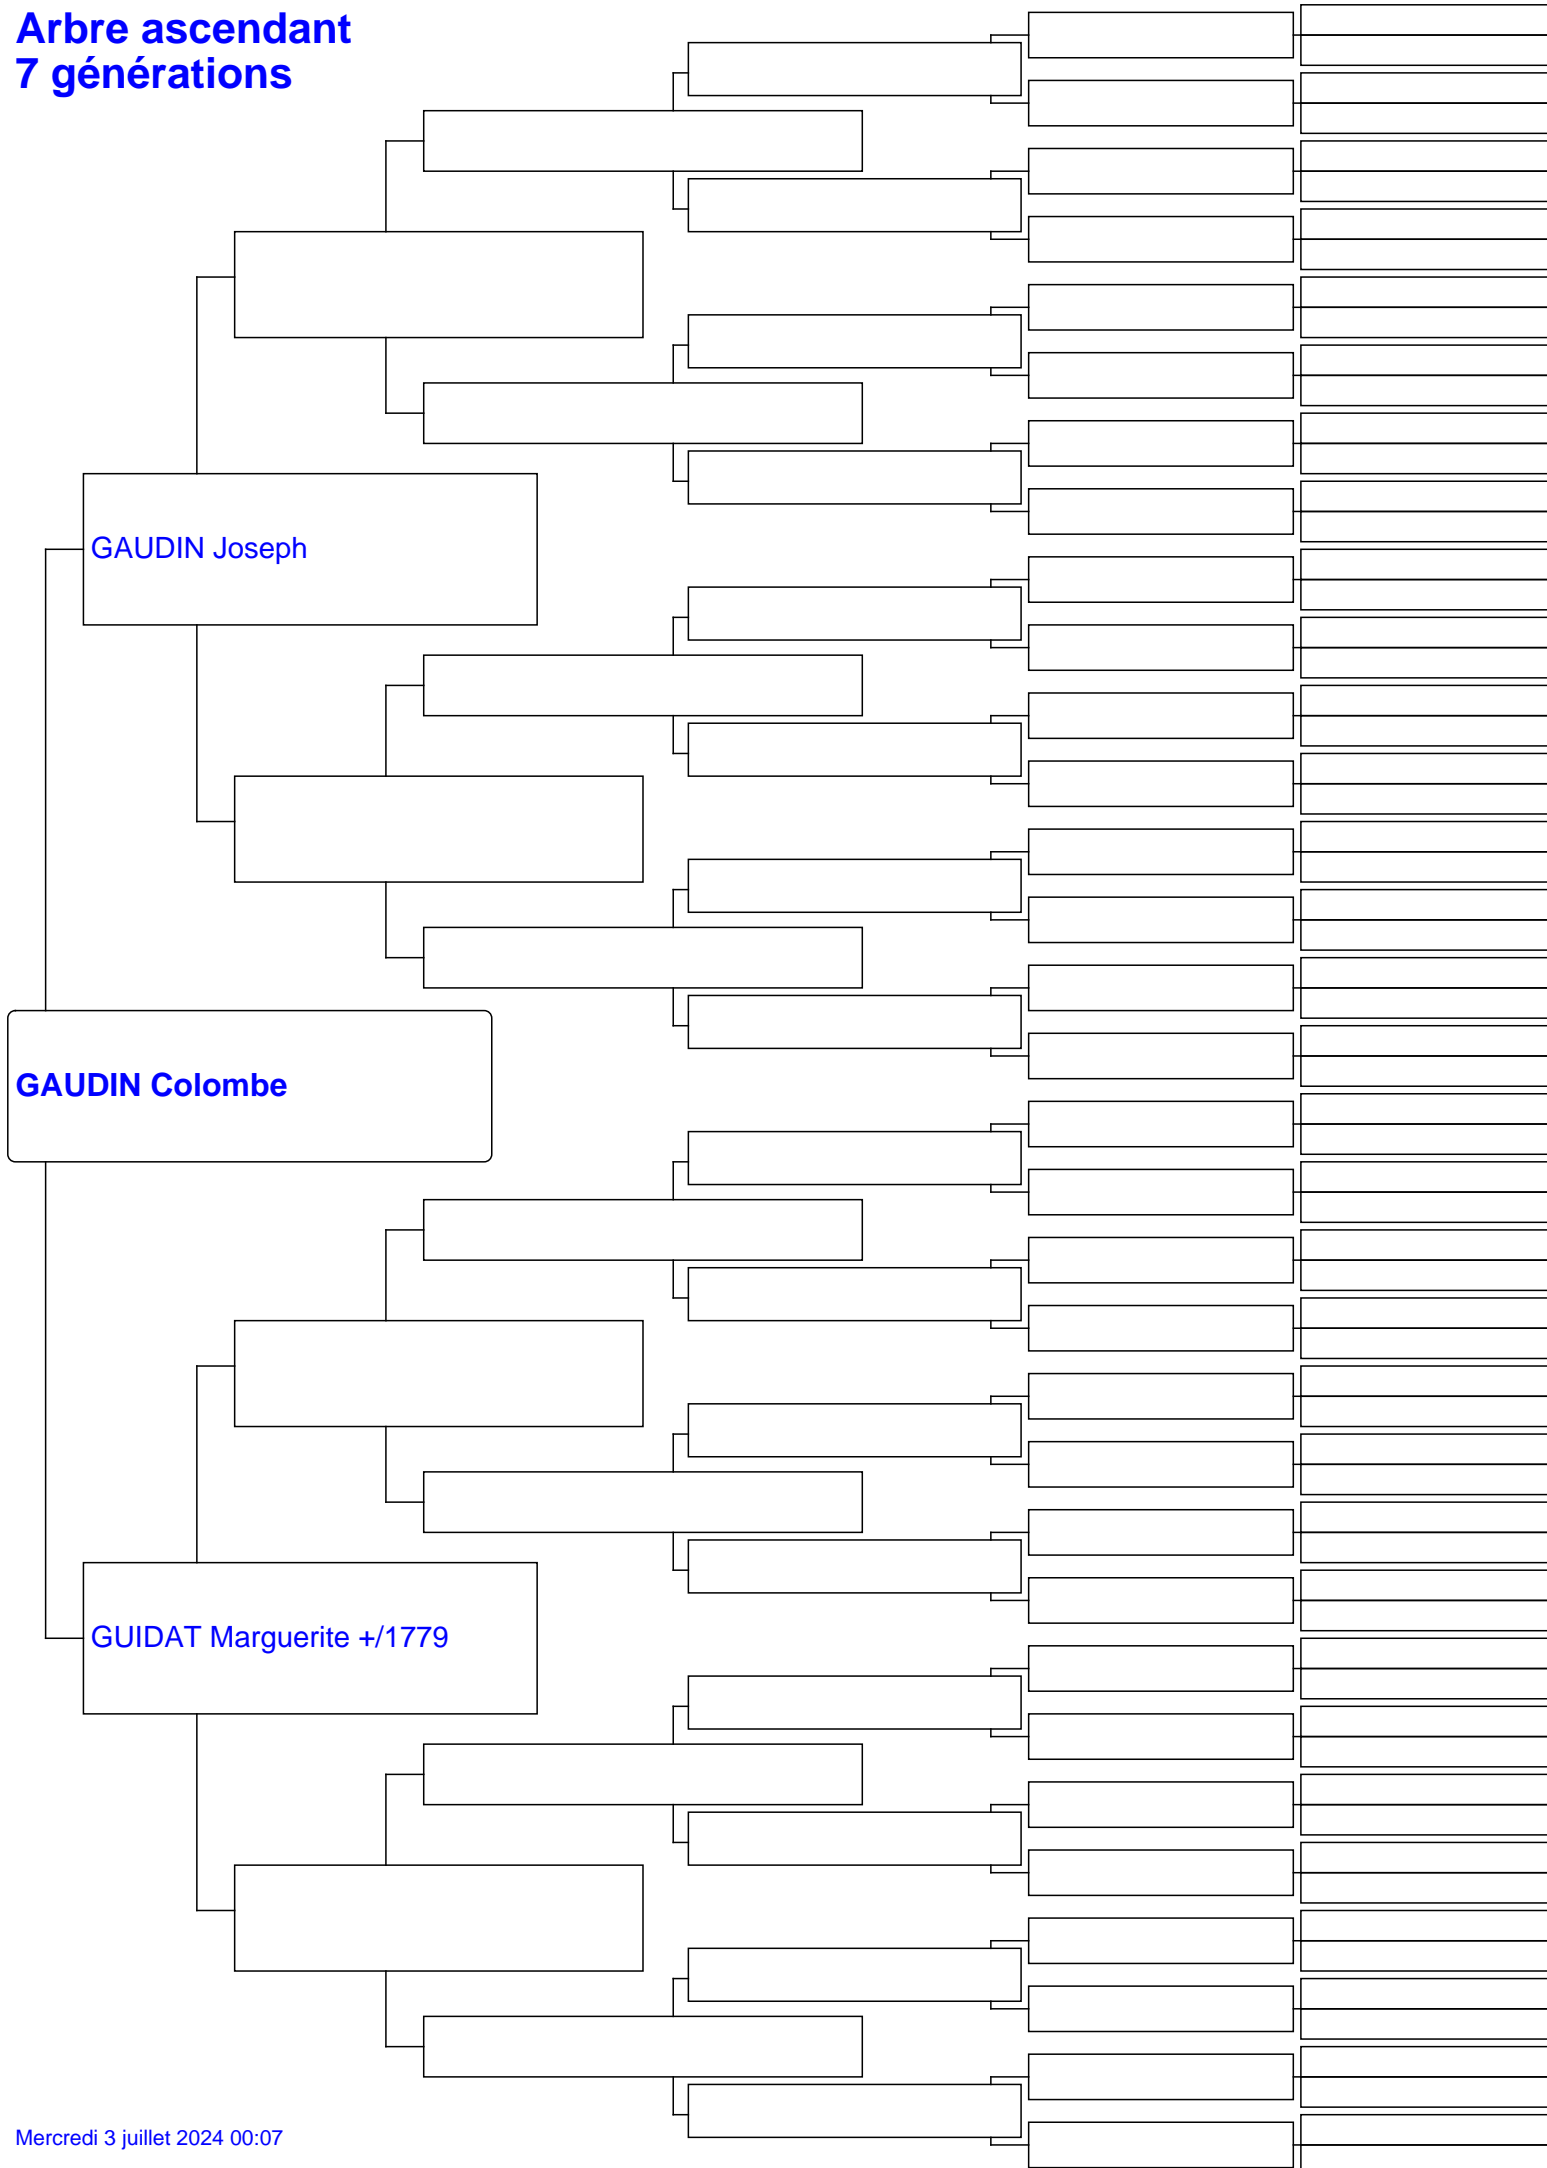 Arbre ascendant
7 générations
GAUDIN Joseph
GAUDIN Colombe
GUIDAT Marguerite +/1779
Mercredi 3 juillet 2024 00:07